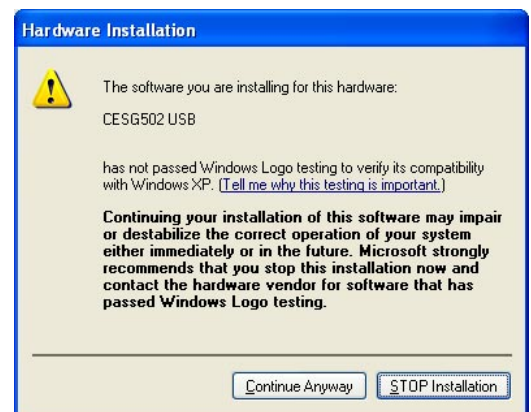 Hardware Installation
The software you are installing for this hardware:
CESG502 USB
has not passed Windows Logo testing to verify its compatibility
with Windows XP. (Tell me why this testing is important.)
Continuing your installation of this software may impair
or destabilize the correct operation of your system
either immediately or in the future. Microsoft strongly
recommends that you stop this installation now and
contact the hardware vendor for software that has
passed Windows Logo testing.
Continue Anyway
STOP Installation